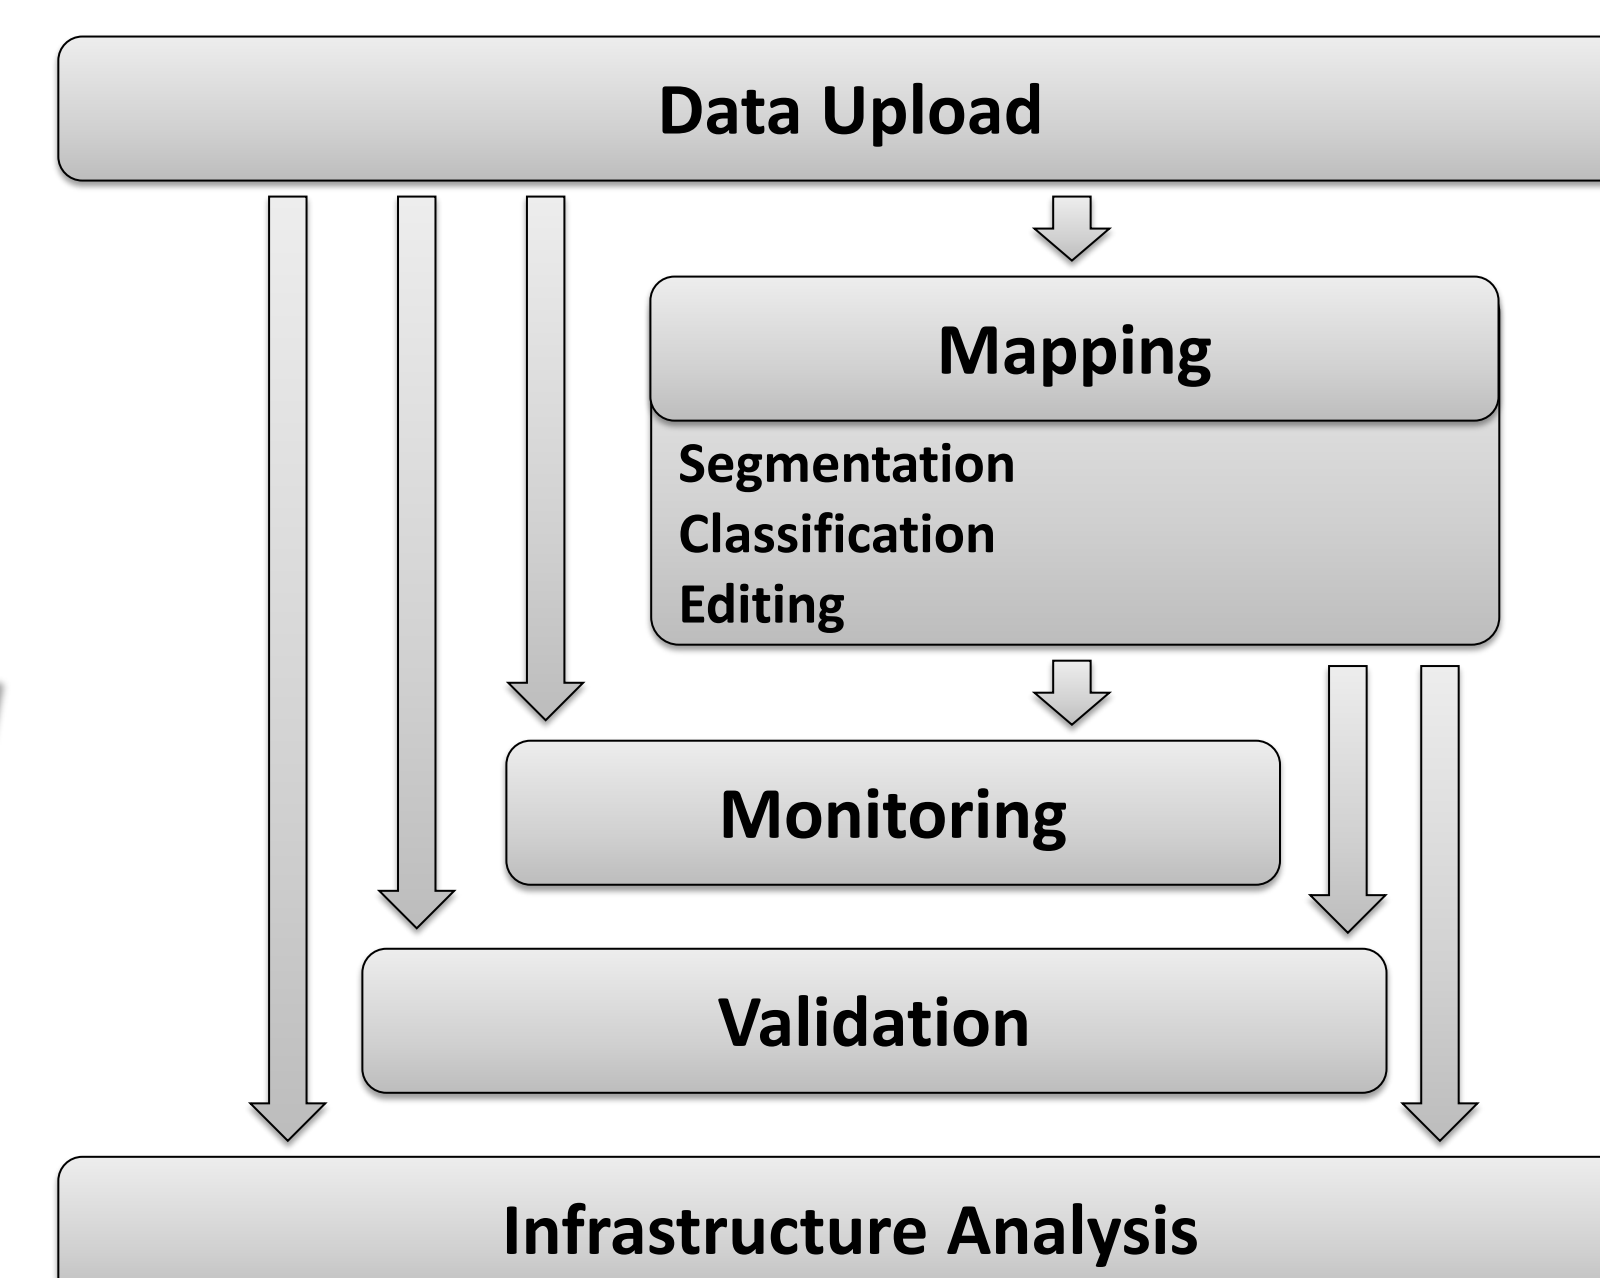 Data Upload
Mapping
Segmentation
Classification
Editing
Monitoring
Validation
Infrastructure Analysis